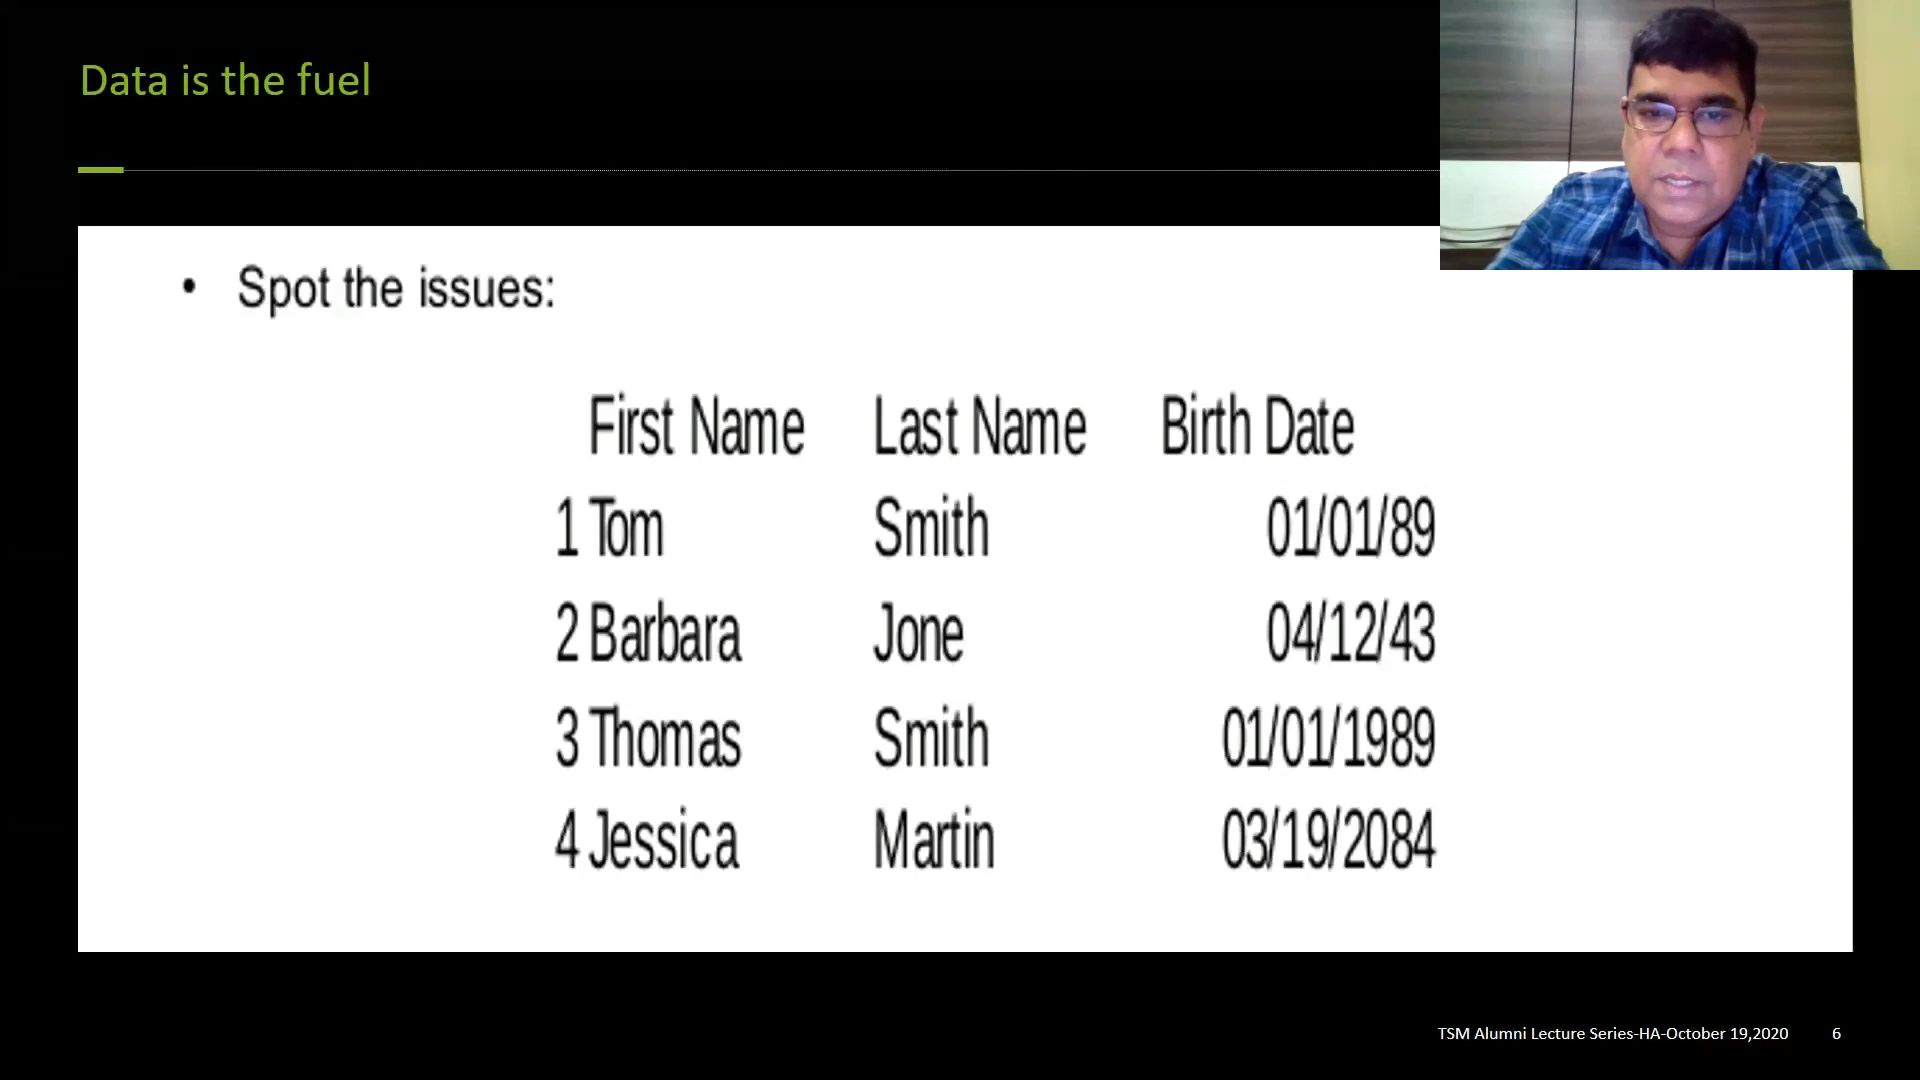 Data is the fuel
• Spot the issues:
First Name Last Name Birth Date
1 Tom Smith 01/01/89
2 Barbara Jone 04/12/43
3 Thomas Smith 01/01/1989
4 Jessica Martin 03/19/2084
TSM Alumni Lecture Series-HA-October 19,2020 6